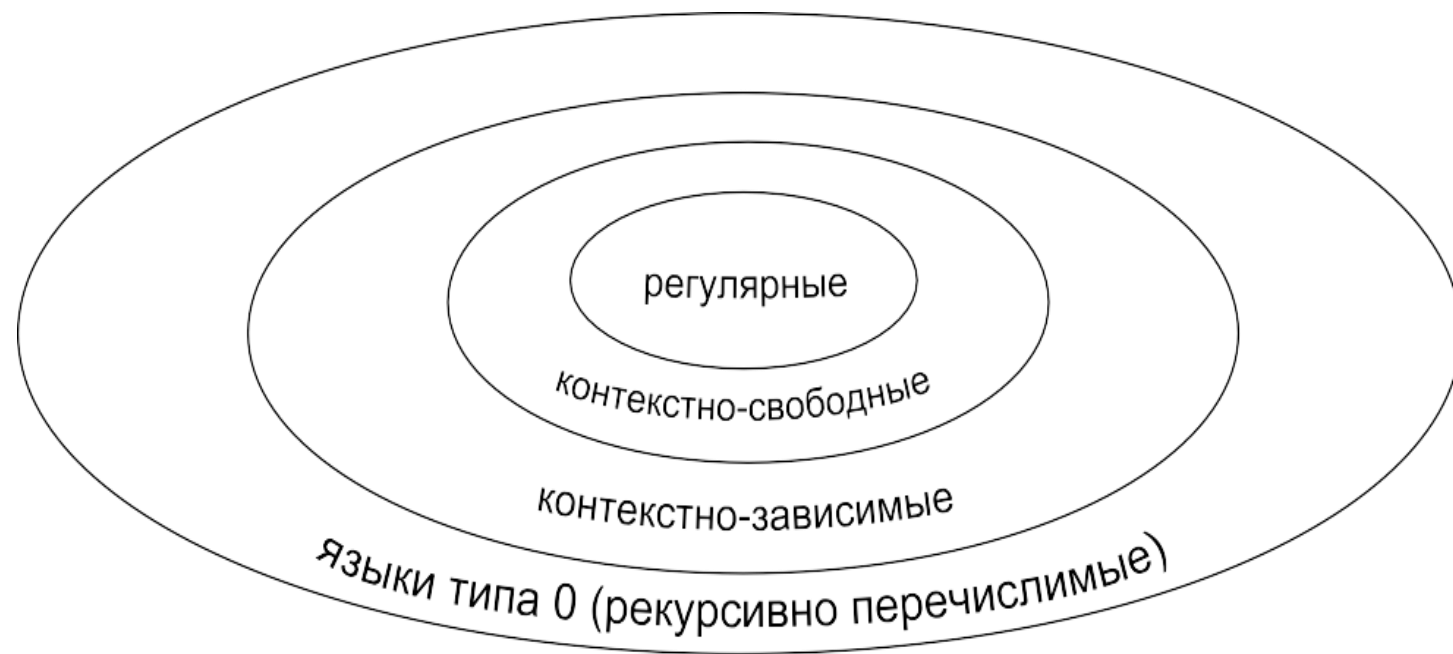 регулярные
контекстно-свободные
контекстно-зависимые
языки типа 0 (рекурсивно перечислимые)